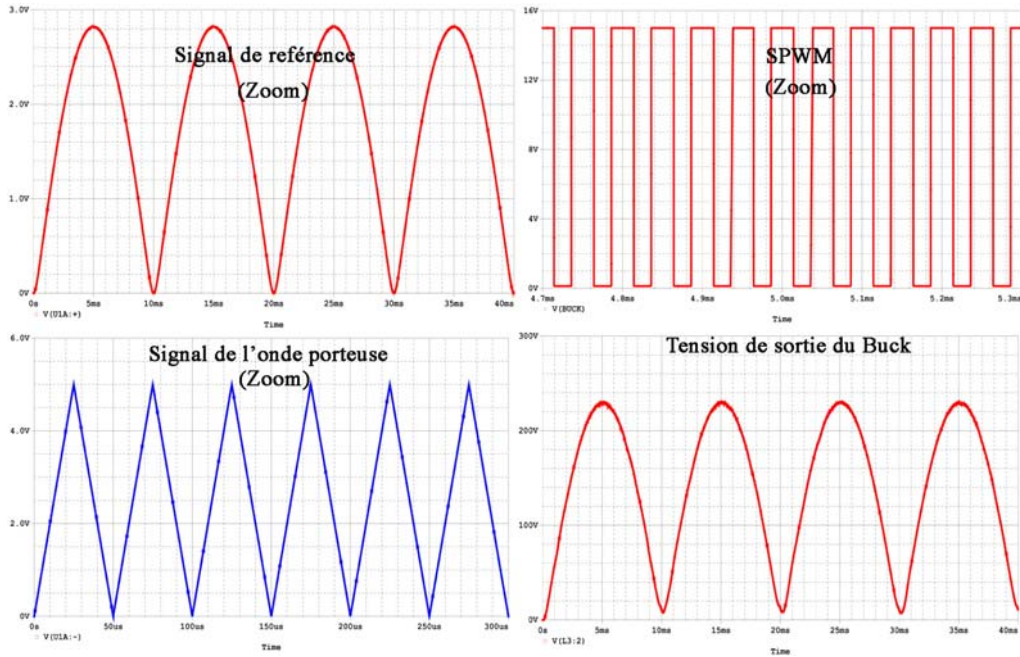 3.0V
2.0V
1.0V
0V
Signal de refférence
(Zoom)
0s 5ms 10ms 15ms 20ms 25ms 30ms 35ms 40ms
V(U1A:+)
Time
16V
12V
8V
4V
0V
SPWM
(Zoom)
4.7ms 4.8ms 4.9ms 5.0ms 5.1ms 5.2ms 5.3ms
V(BUCK)
Time
6.0V
4.0V
2.0V
0V
Signal de l'onde porteuse
(Zoom)
0s 50us 100us 150us 200us 250us 300us
V(U1A:-)
Time
300V
200V
100V
0V
Tension de sortie du Buck
0s 5ms 10ms 15ms 20ms 25ms 30ms 35ms 40ms
V(L3:2)
Time